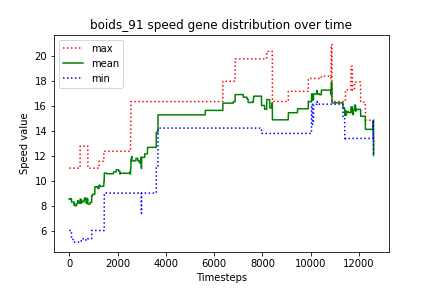 boids_91 speed gene distribution over time
max
mean
min
Speed value
20
18
16
14
12
10
8
6
0
2000
4000
6000
8000
10000
12000
Timesteps